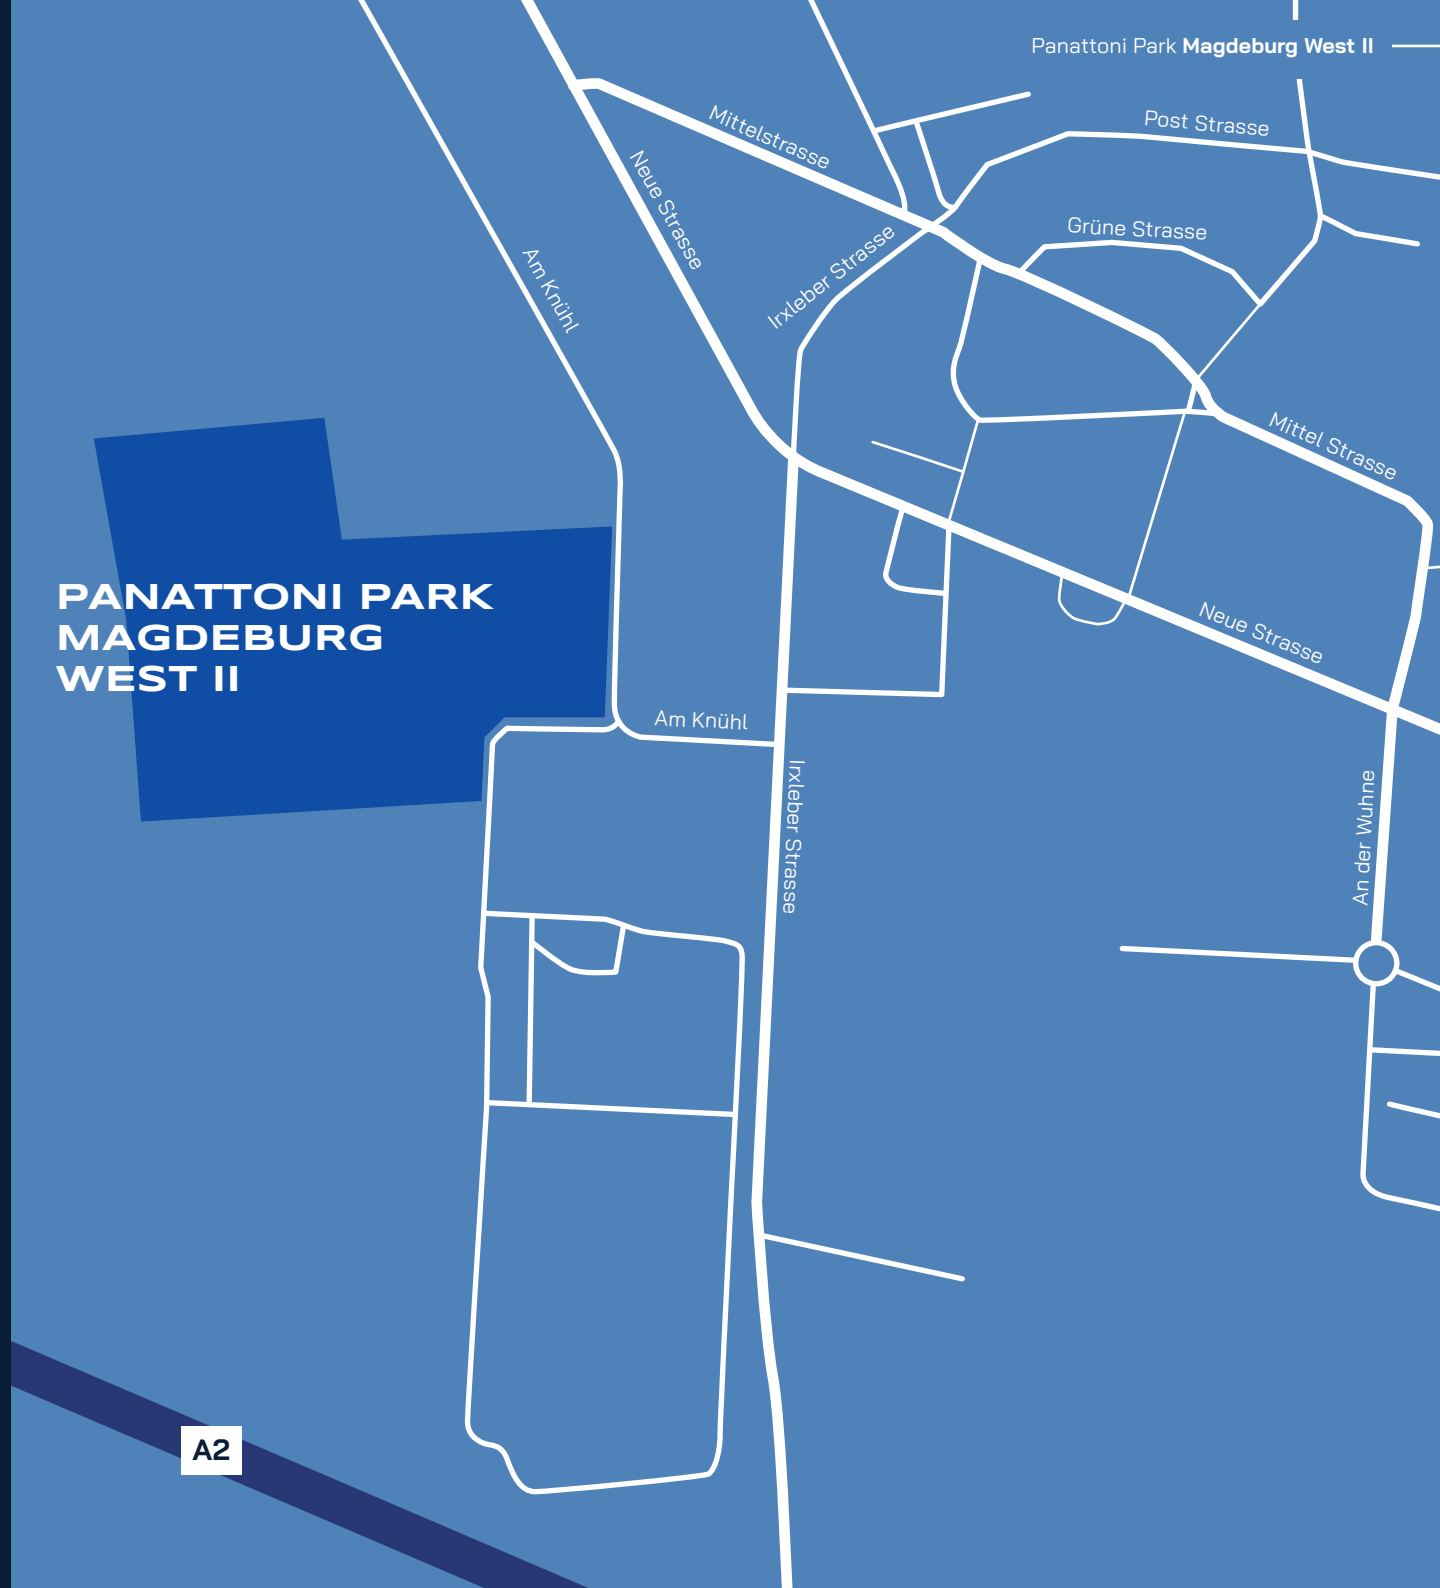 Panattoni Park Magdeburg West II
Mittelstrasse
Post Strasse
Neue Strasse
Grüne Strasse
Irxleber Strasse
Am Knühl
Mittel Strasse
PANATTONI PARK
MAGDEBURG
WEST II
Neue Strasse
Am Knühl
Irxleber Strasse
An der Wuhne
A2